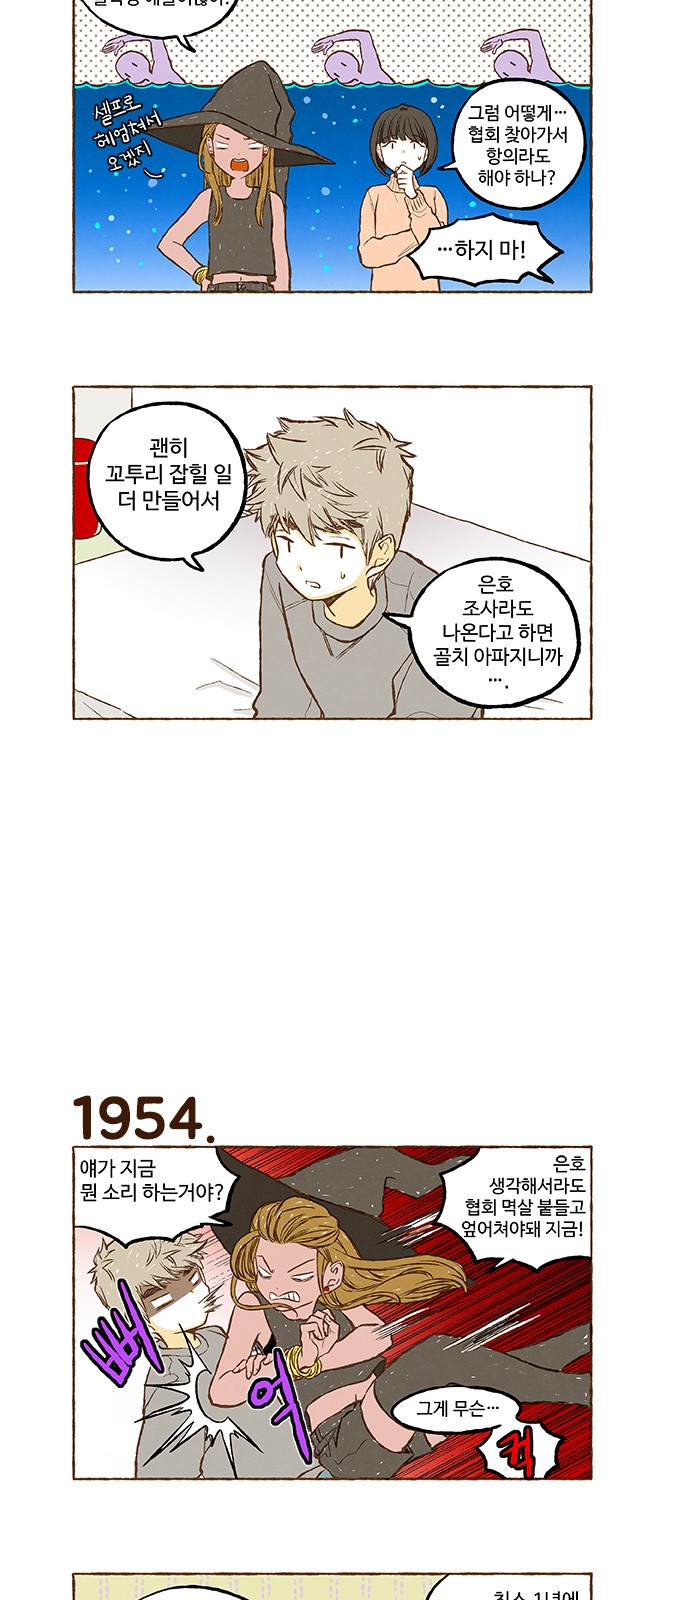 셀프로
헤엄쳐서
오겠지
그럼 어떻게…
협회 찾아가서
항의라도
해야 하나?
…하지 마!
괜히
꼬투리 잡힐 일
더 만들어서
은호
조사라도
나온다고 하면
골치 아파지니까
….
1954.
얘가 지금
뭔 소리 하는거야?
은호
생각해서라도
협회 멱살 붙들고
엎어쳐야돼 지금!
뻐
억
그게 무슨…
컥